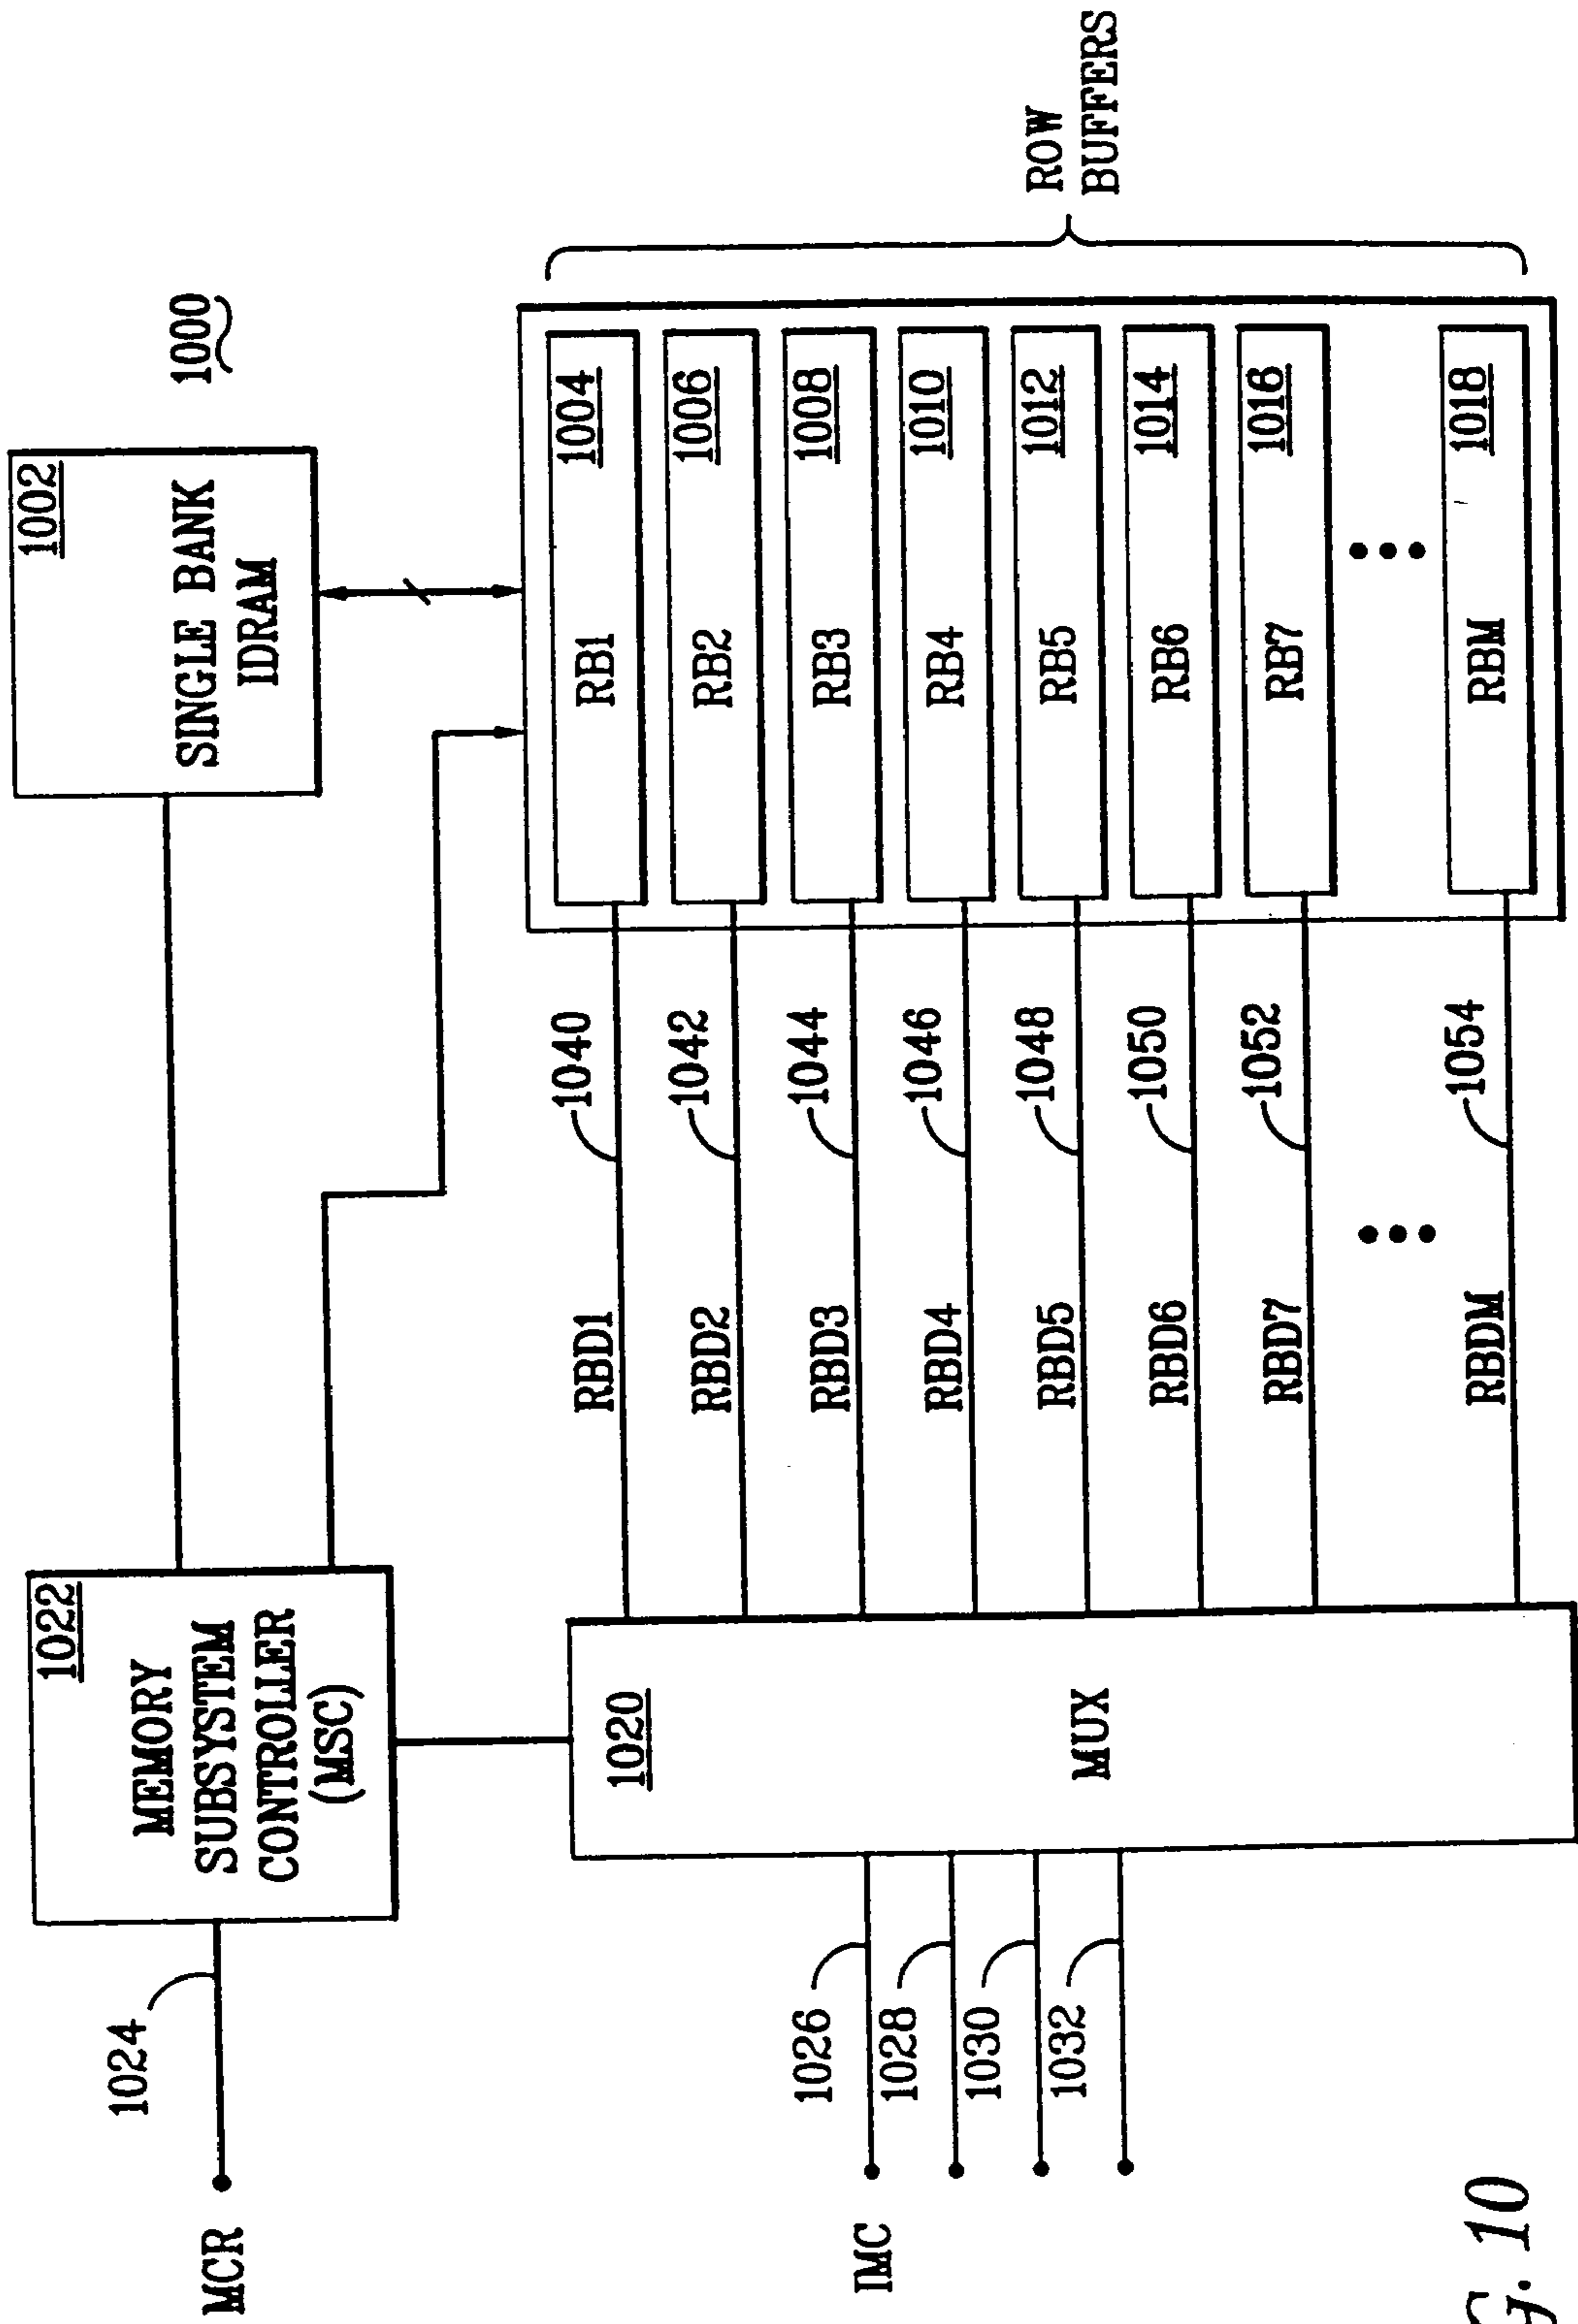 1000
1022
MEMORY
SUBSYSTEM
CONTROLLER
(MSC)
1002
SINGLE BANK
IDRAM
MCR
1024
IMC
1026
1028
1030
1032
1020
MUX
RBD1
1040
RB1
1004
RBD2
1042
RB2
1006
RBD3
1044
RB3
1008
RBD4
1046
RB4
1010
RBD5
1048
RB5
1012
RBD6
1050
RB6
1014
RBD7
1052
RB7
1016
RBDM
1054
RBM
1018
ROW
BUFFERS
G. 10